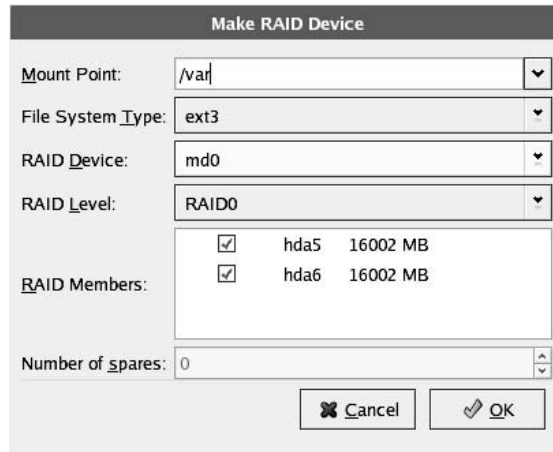 Make RAID Device
Mount Point: /var
File System Type: ext3
RAID Device: md0
RAID Level: RAID0
RAID Members:
hda5 16002 MB
hda6 16002 MB
Number of spares: 0
Cancel OK